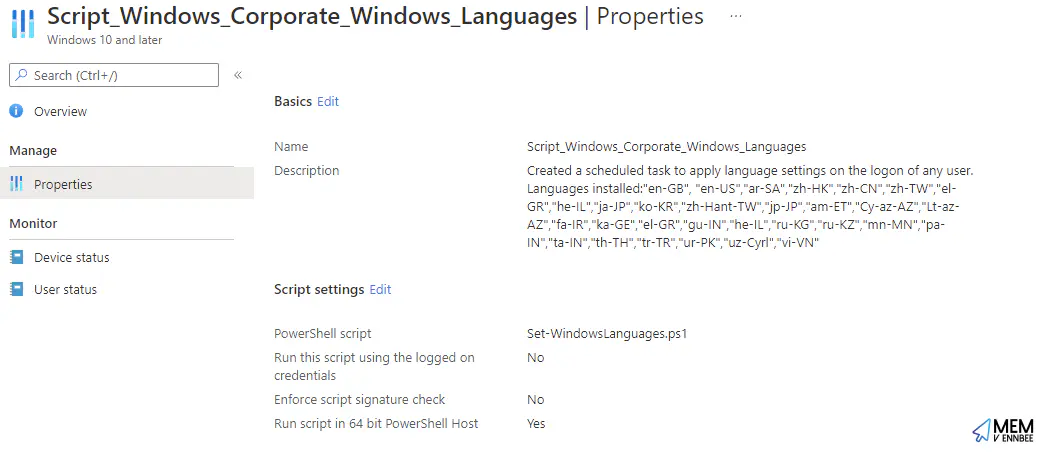 Script_Windows_Corporate_Windows_Languages | Properties ...
Windows 10 and later
Search (Ctrl+/)
«
Overview
Manage
Properties
Monitor
Device status
User status
Basics Edit
Name Script_Windows_Corporate_Windows_Languages
Description Created a scheduled task to apply language settings on the logon of any user.
Languages installed:"en-GB", "en-US","ar-SA","zh-HK","zh-CN","zh-TW","el-
GR","he-IL","ja-JP","ko-KR","zh-Hant-TW","jp-JP","am-ET","Cy-az-AZ","Lt-az-
AZ","fa-IR","ka-GE","el-GR","gu-IN","he-IL","ru-KG","ru-KZ","mn-MN","pa-
IN","ta-IN","th-TH","tr-TR","ur-PK","uz-Cyrl","vi-VN"
Script settings Edit
PowerShell script Set-WindowsLanguages.ps1
Run this script using the logged on No
credentials
Enforce script signature check No
Run script in 64 bit PowerShell Host Yes
MEM
V ENNBEE